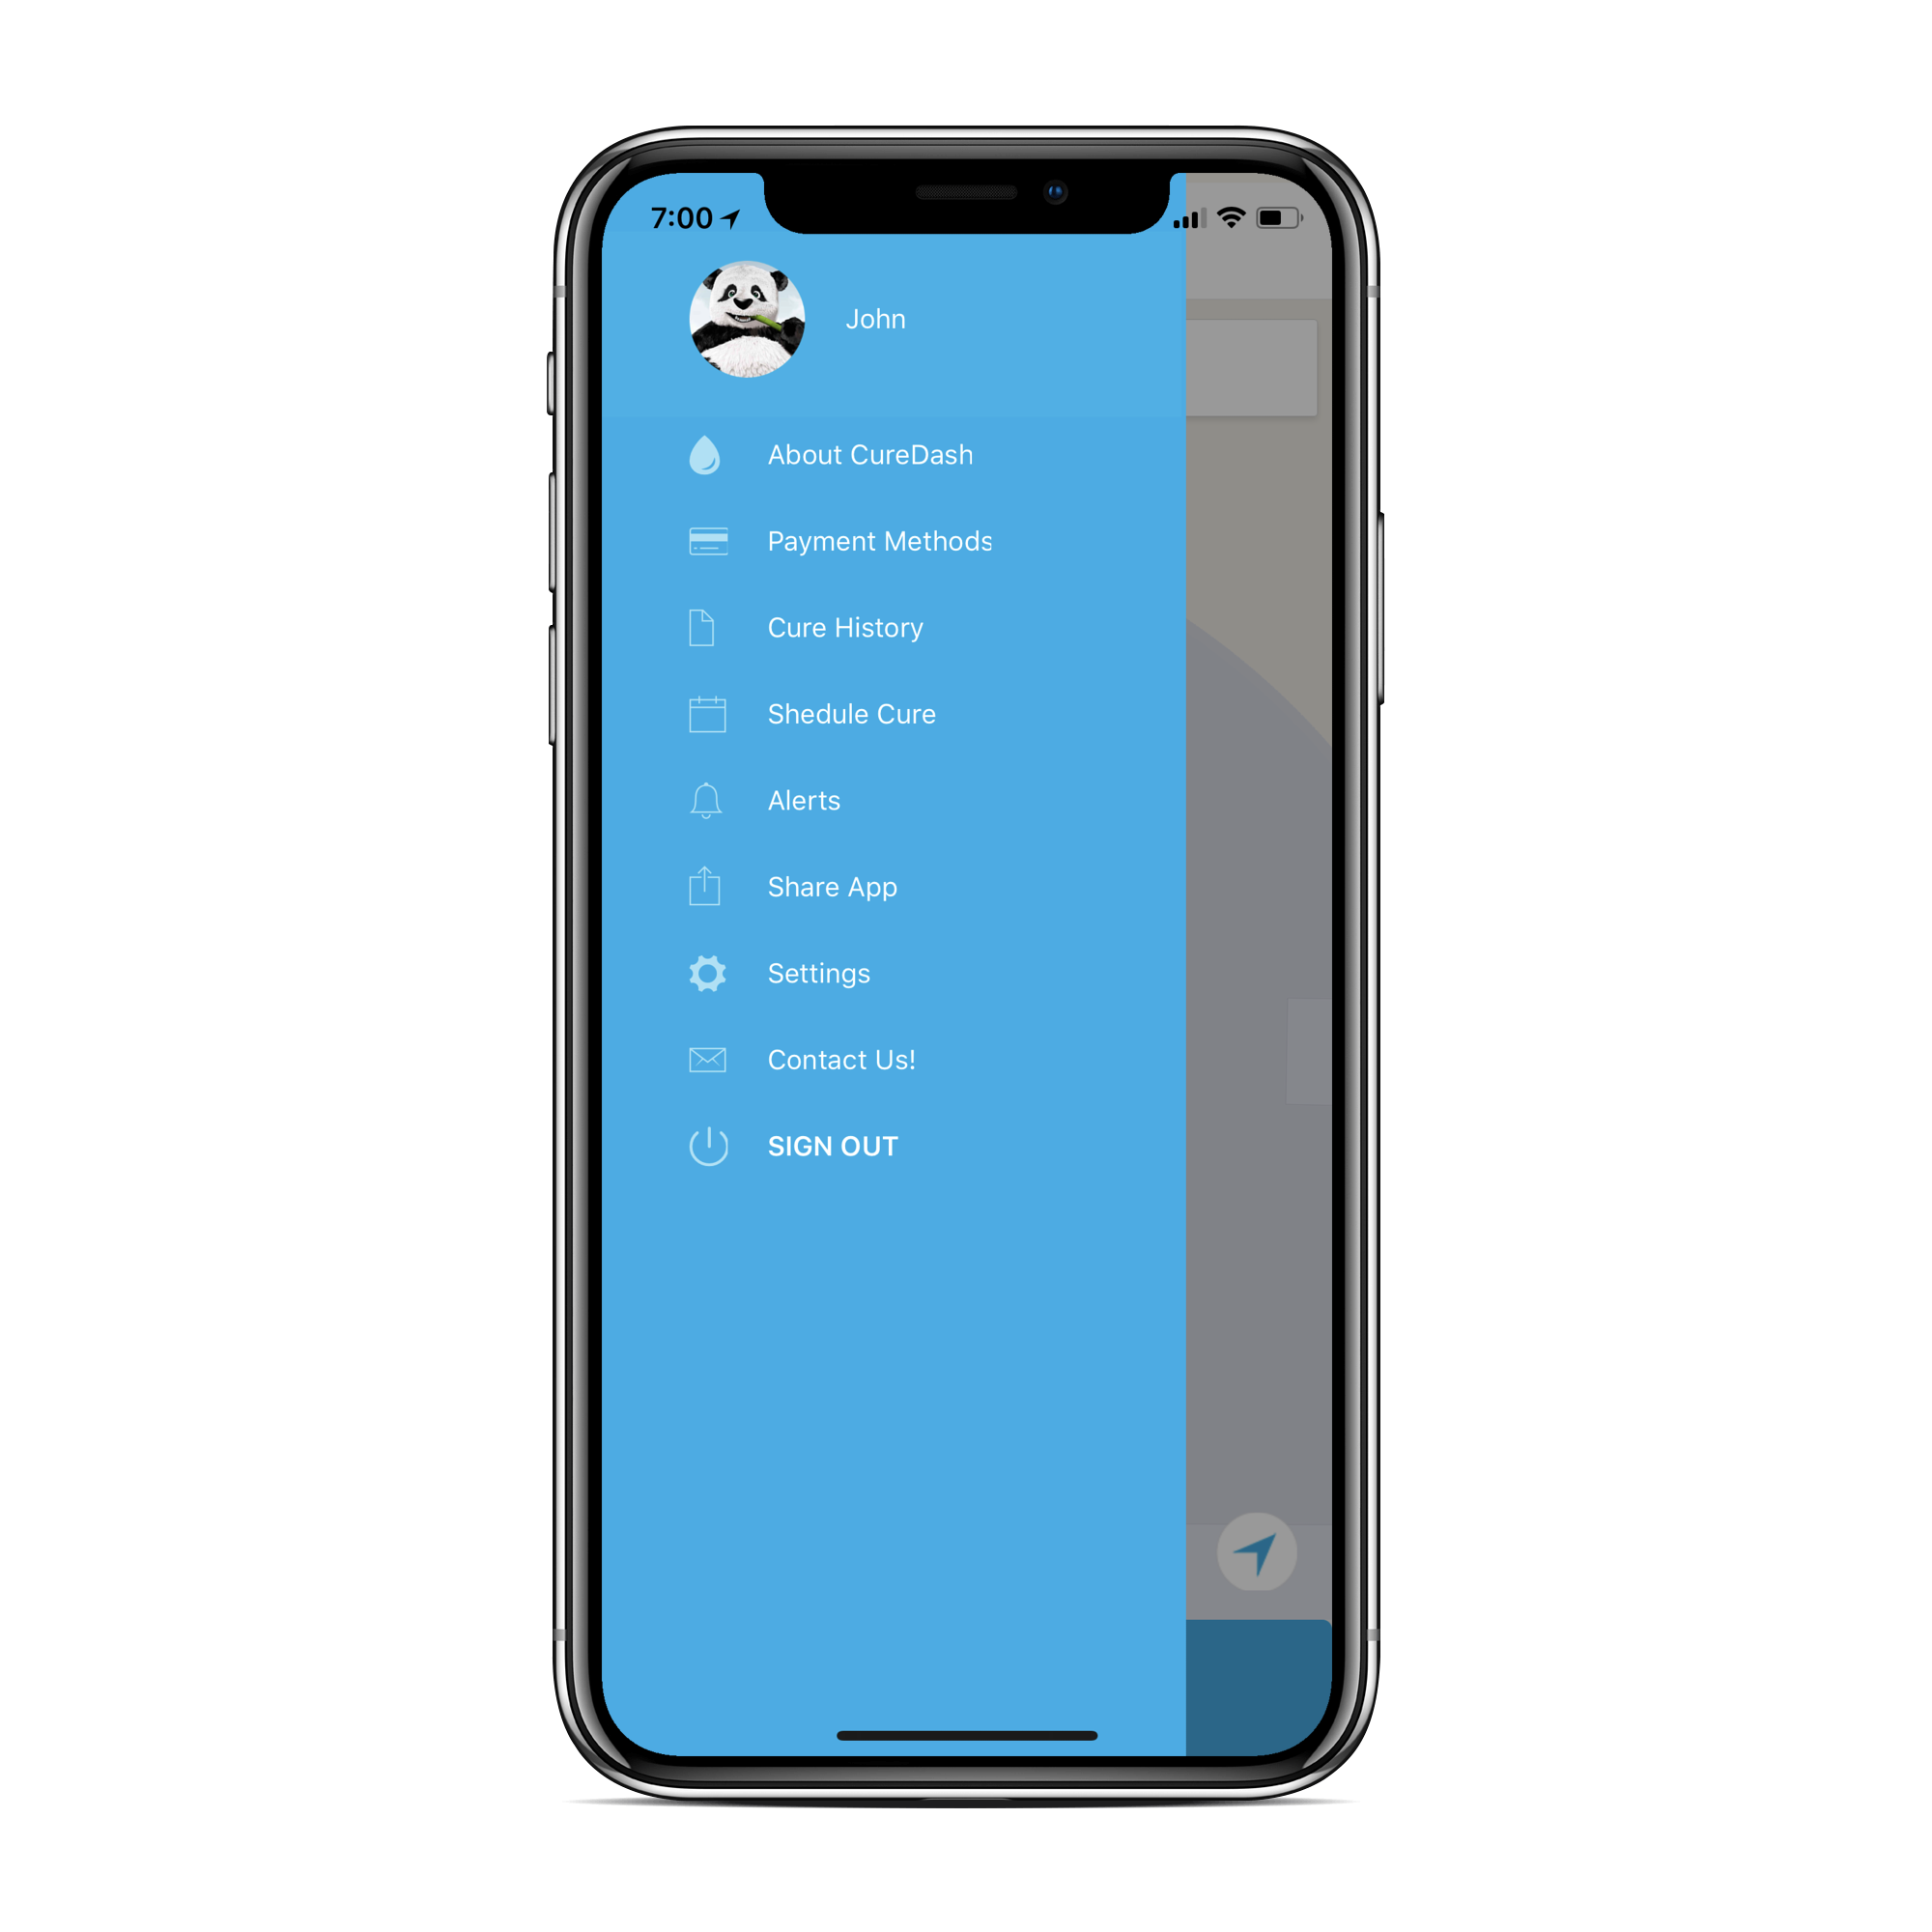 7:00
John
About CureDash
Payment Methods
Cure History
Shedule Cure
Alerts
Share App
Settings
Contact Us!
SIGN OUT